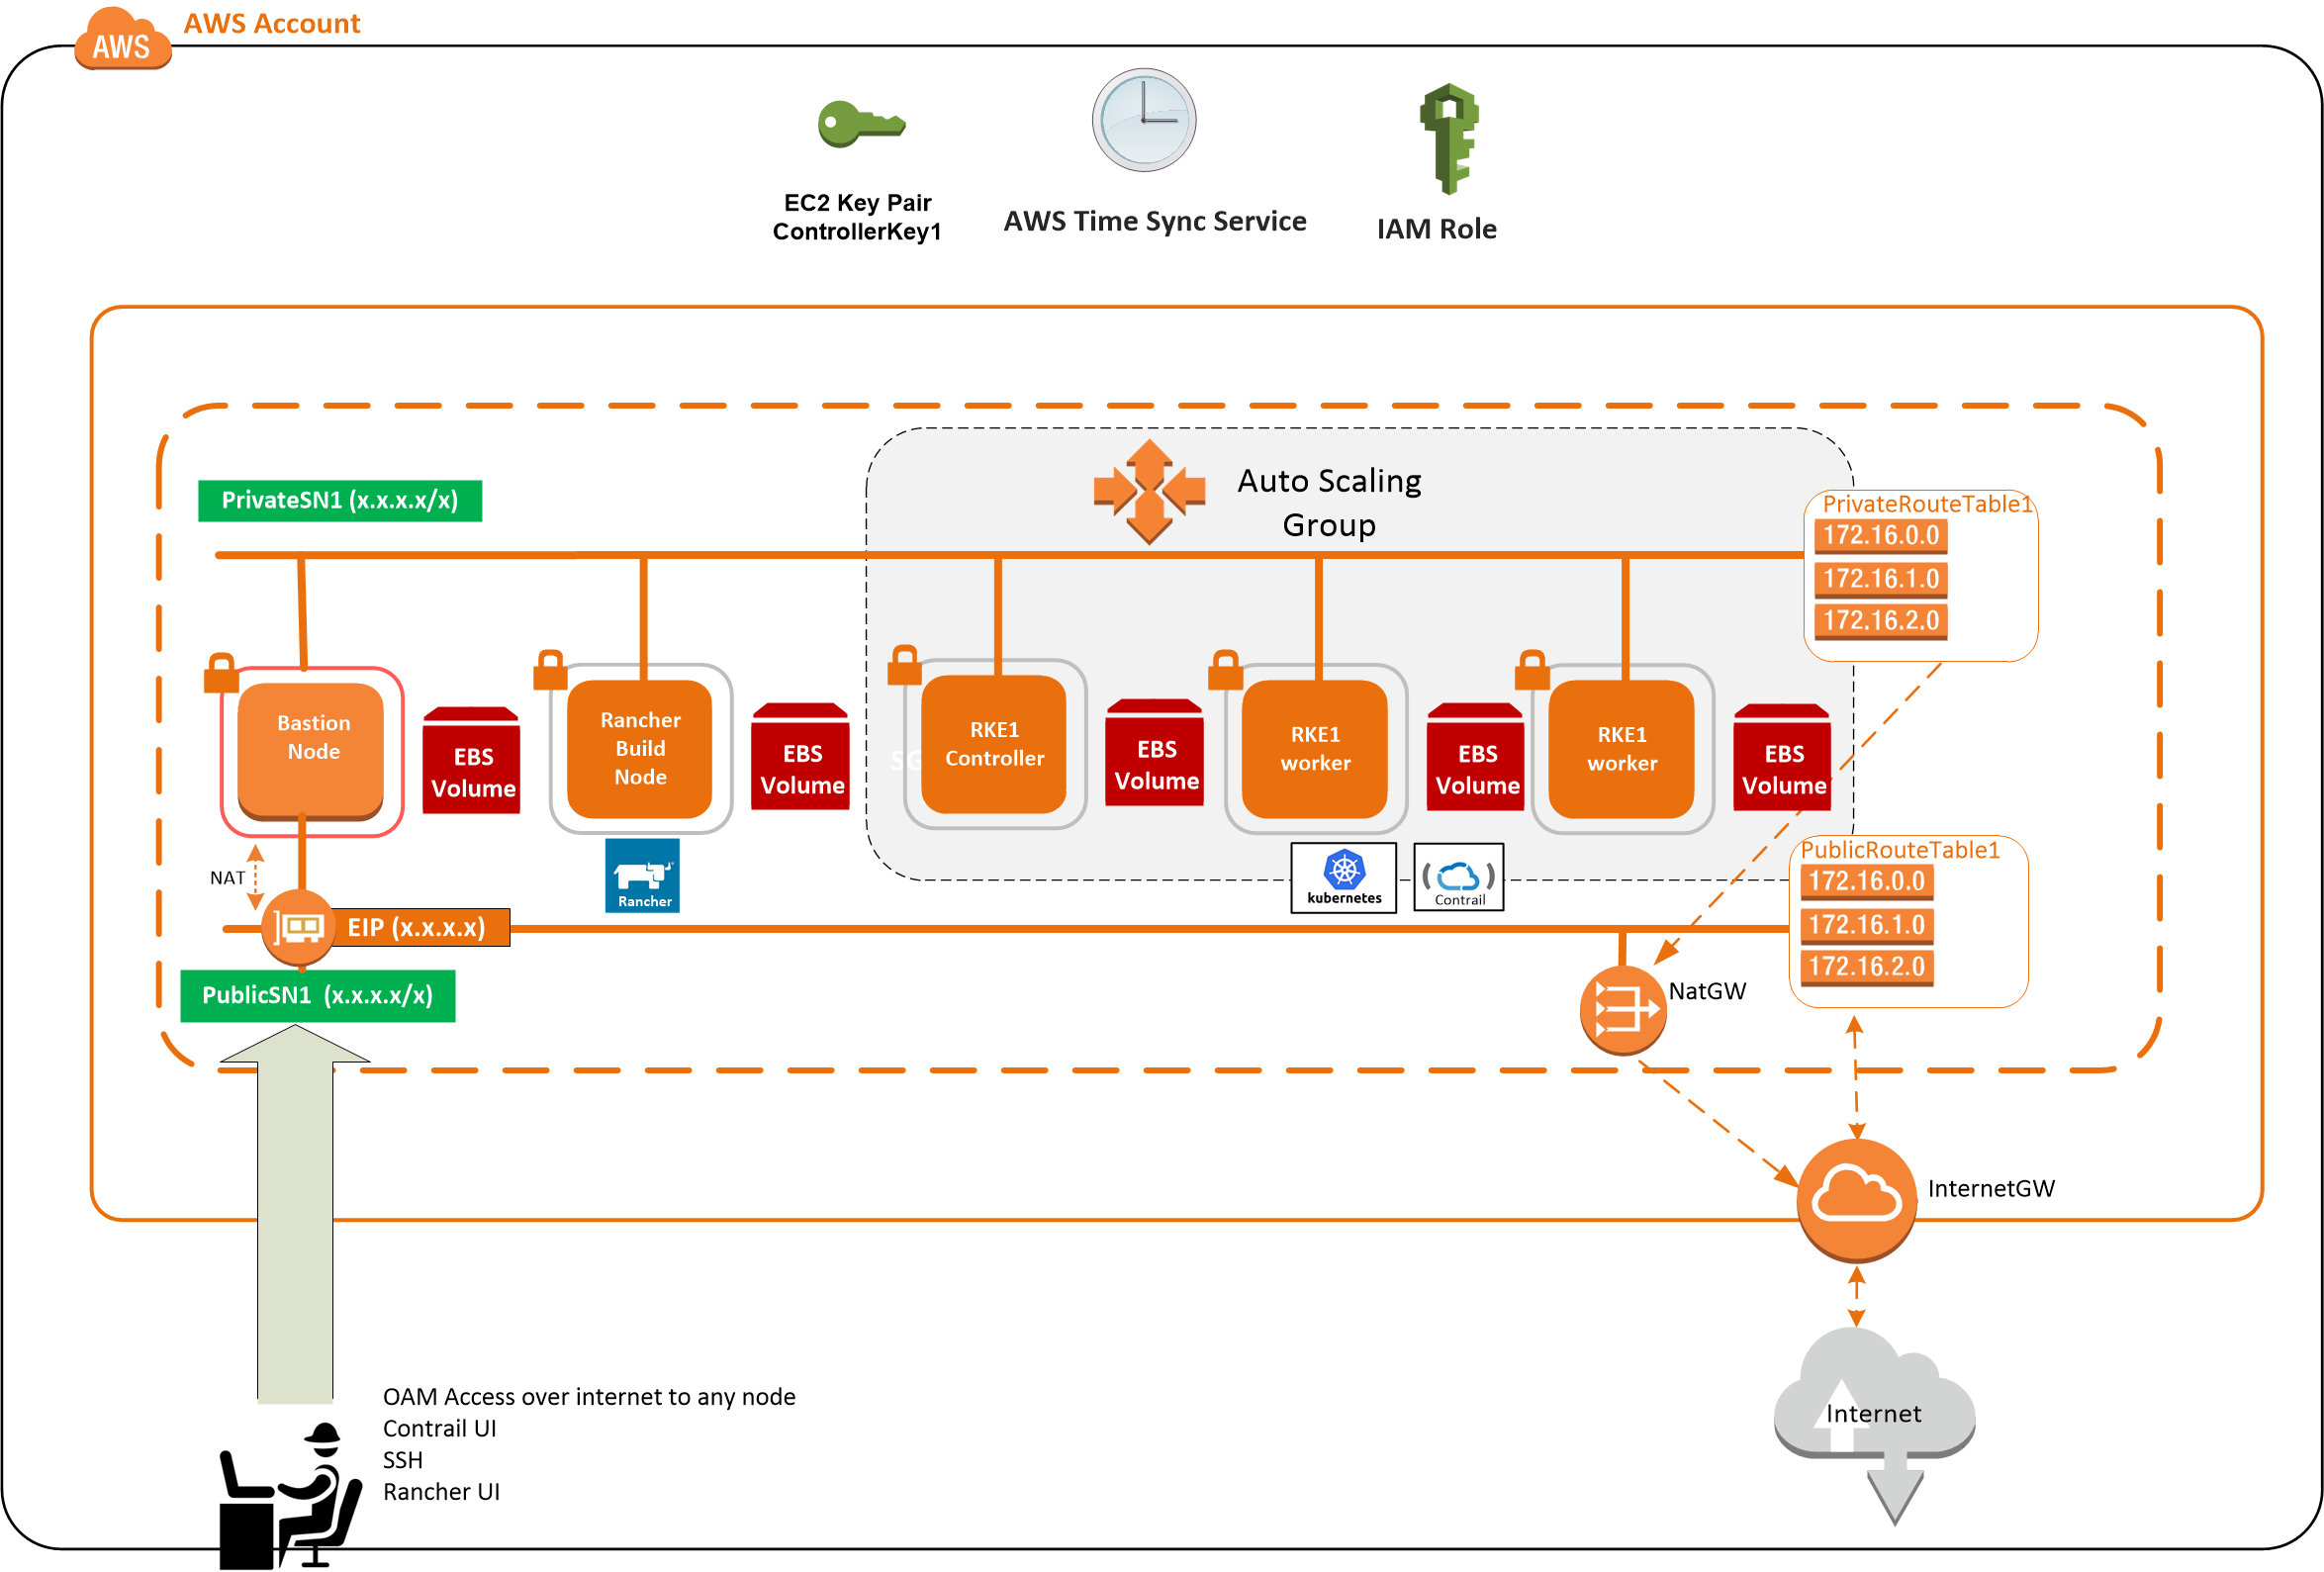 AWS
AWS Account
EC2 Key Pair
ControllerKey1
AWS Time Sync Service
IAM Role
Auto Scaling
Group
PrivateSN1 (x.x.x.x/x)
PrivateRouteTable1
172.16.0.0
172.16.1.0
172.16.2.0
Bastion
Node
EBS
Volume
Rancher
Build
Node
EBS
Volume
SG
RKE1
Controller
EBS
Volume
RKE1
worker
EBS
Volume
RKE1
worker
EBS
Volume
NAT
Rancher
kubernetes
Contrail
PublicRouteTable1
172.16.0.0
172.16.1.0
172.16.2.0
EIP (x.x.x.x)
PublicSN1 (x.x.x.x/x)
NatGW
InternetGW
Internet
OAM Access over internet to any node
Contrail UI
SSH
Rancher UI